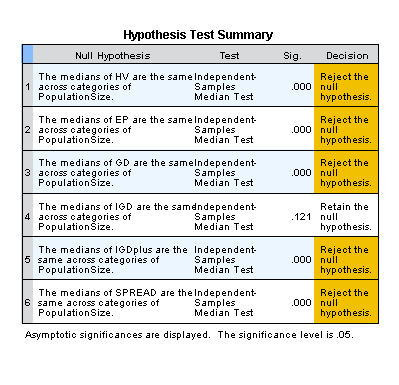 Hypothesis Test Summary
Null Hypothesis Test Sig. Decision
1 The medians of HV are the same across categories of PopulationSize. Independent-Samples Median Test .000 Reject the null hypothesis.
2 The medians of EP are the same across categories of PopulationSize. Independent-Samples Median Test .000 Reject the null hypothesis.
3 The medians of GD are the same across categories of PopulationSize. Independent-Samples Median Test .000 Reject the null hypothesis.
4 The medians of IGD are the same across categories of PopulationSize. Independent-Samples Median Test .121 Retain the null hypothesis.
5 The medians of IGDplus are the same across categories of PopulationSize. Independent-Samples Median Test .000 Reject the null hypothesis.
6 The medians of SPREAD are the same across categories of PopulationSize. Independent-Samples Median Test .000 Reject the null hypothesis.
Asymptotic significances are displayed. The significance level is .05.